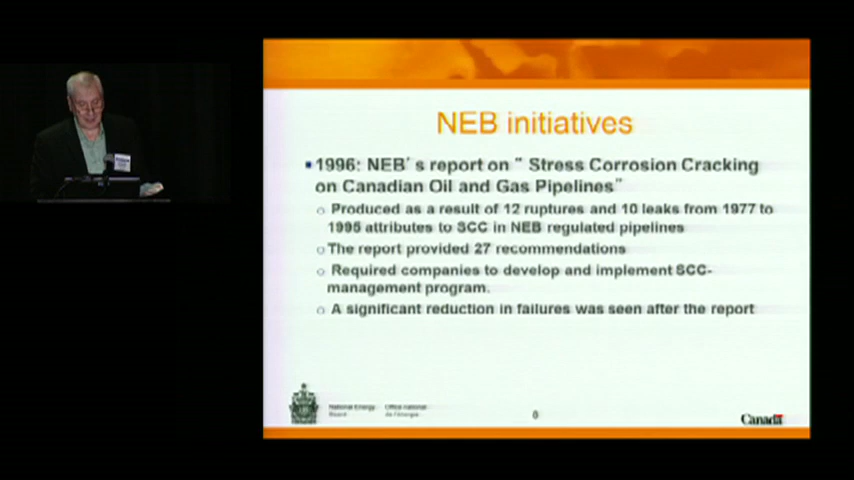 NEB initiatives
1996: NEB's report on " Stress Corrosion Cracking
on Canadian Oil and Gas Pipelines"
Produced as a result of 12 ruptures and 10 leaks from 1977 to
1995 attributes to SCC in NEB regulated pipelines
The report provided 27 recommendations
Required companies to develop and implement SCC-
management program.
A significant reduction in failures was seen after the report
National Energy Office national
Board de l'énergie
Canada